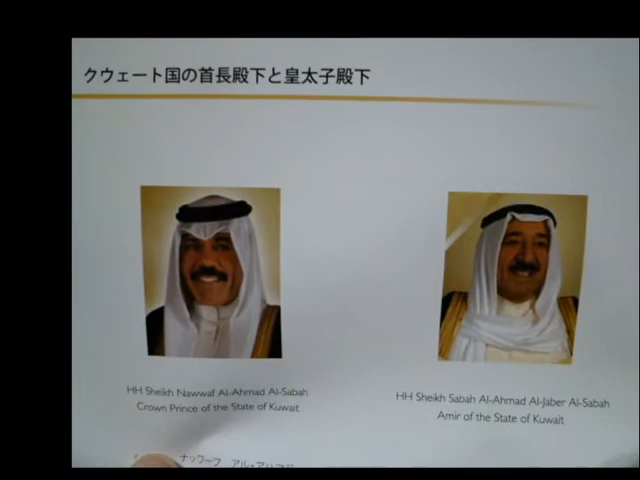 クウェート国の首長殿下と皇太子殿下
HH Sheikh Nawwaf Al-Ahmad Al-Sabah
Crown Prince of the State of Kuwait
HH Sheikh Sabah Al-Ahmad Al-Jaber Al-Sabah
Amir of the State of Kuwait